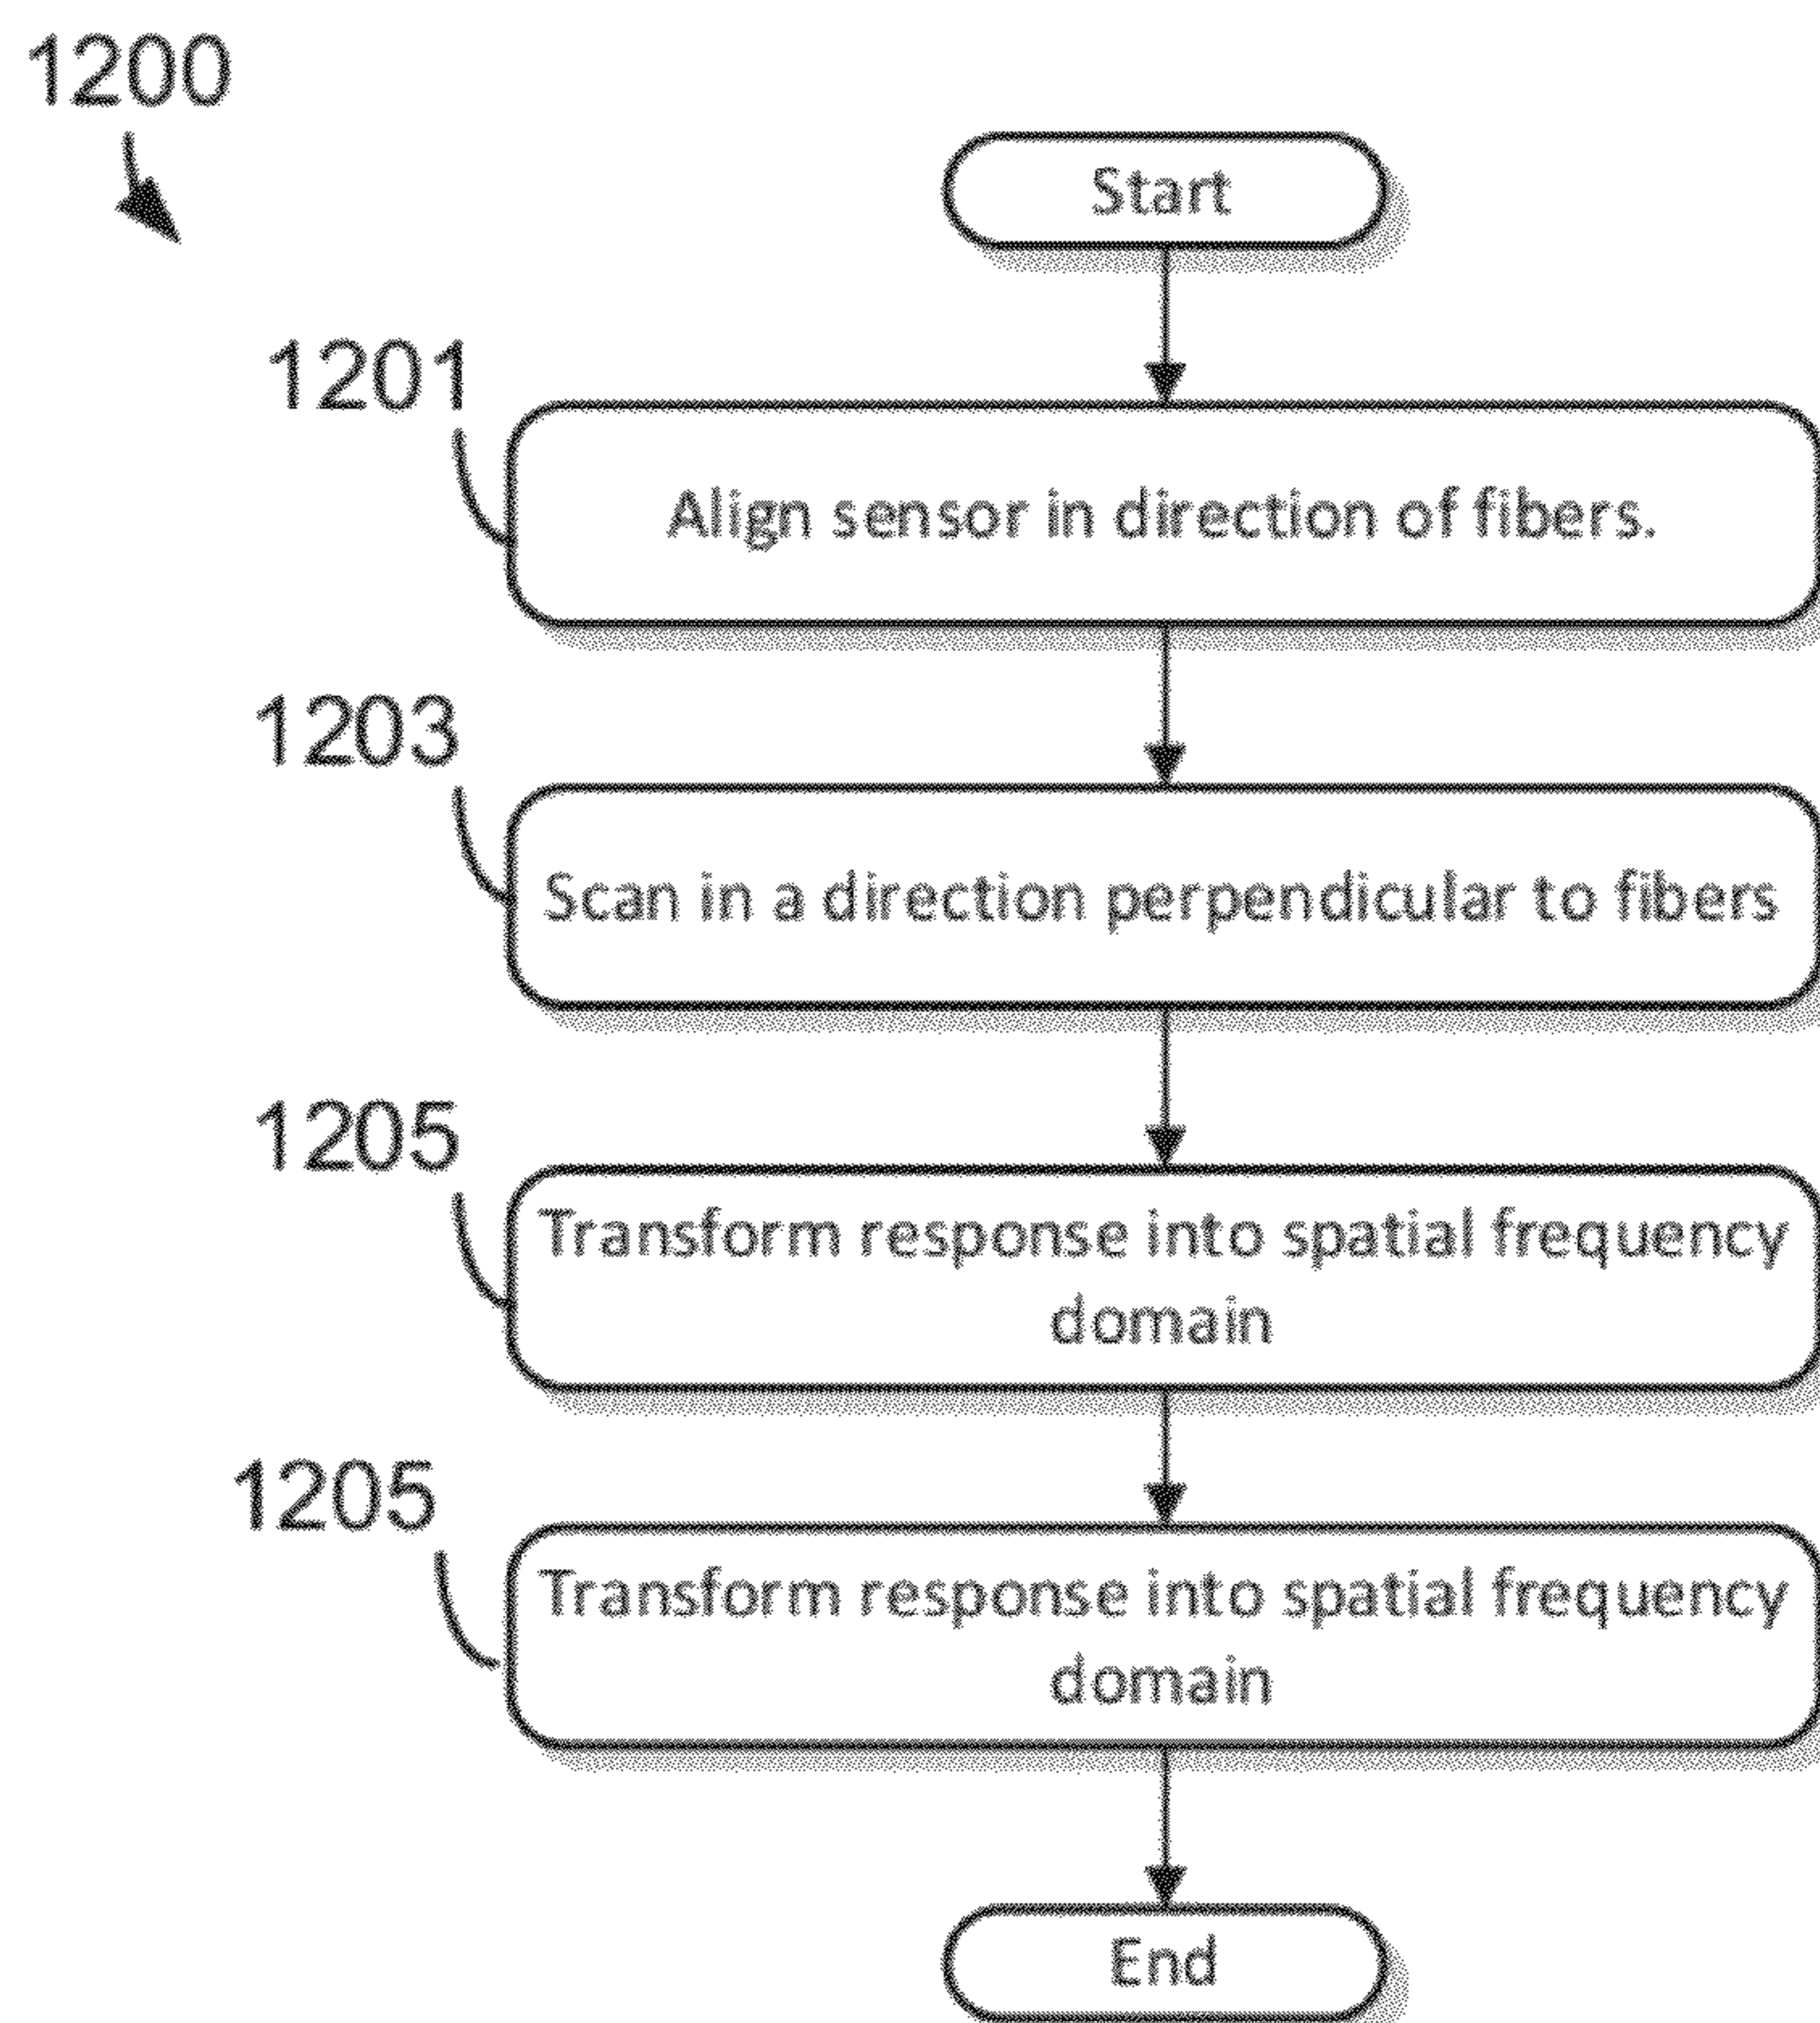 1200
Start
1201
Align sensor in direction of fibers.
1203
Scan in a direction perpendicular to fibers
1205
Transform response into spatial frequency
domain
1205
Transform response into spatial frequency
domain
End